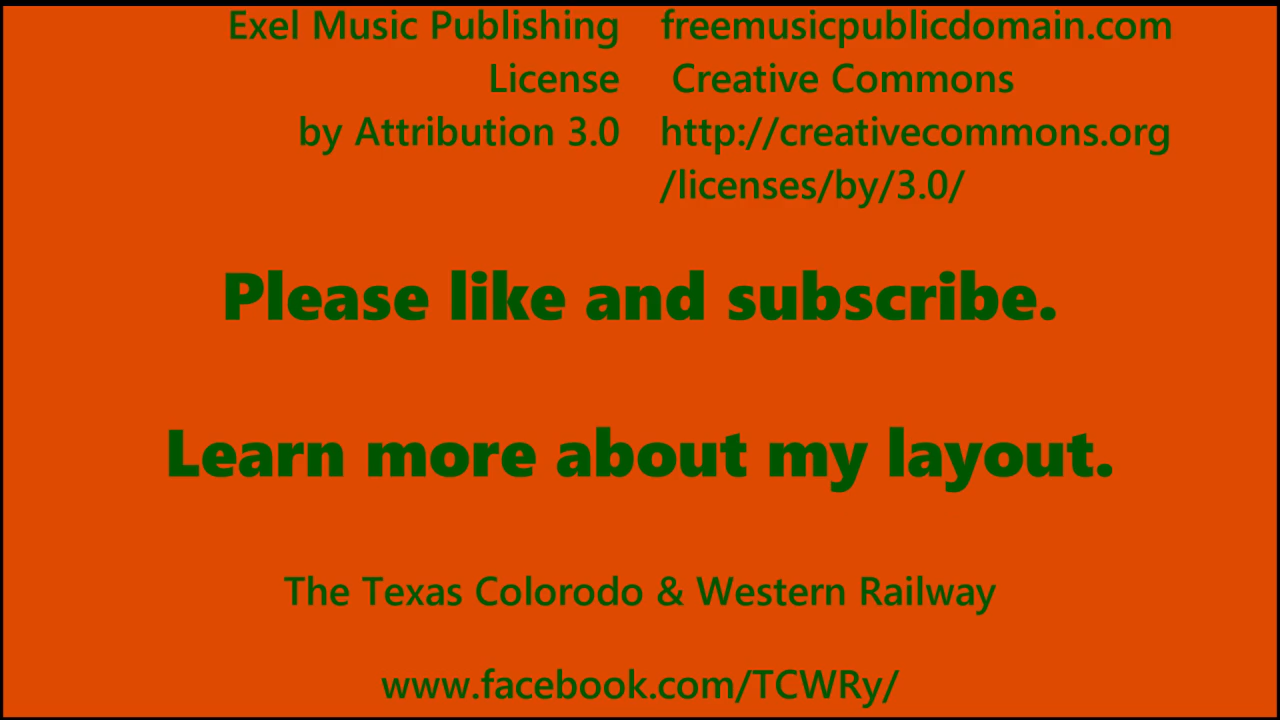 Exel Music Publishing freemusicpublicdomain.com
License Creative Commons
by Attribution 3.0 http://creativecommons.org
/licenses/by/3.0/
Please like and subscribe.
Learn more about my layout.
The Texas Colorodo & Western Railway
www.facebook.com/TCWRy/